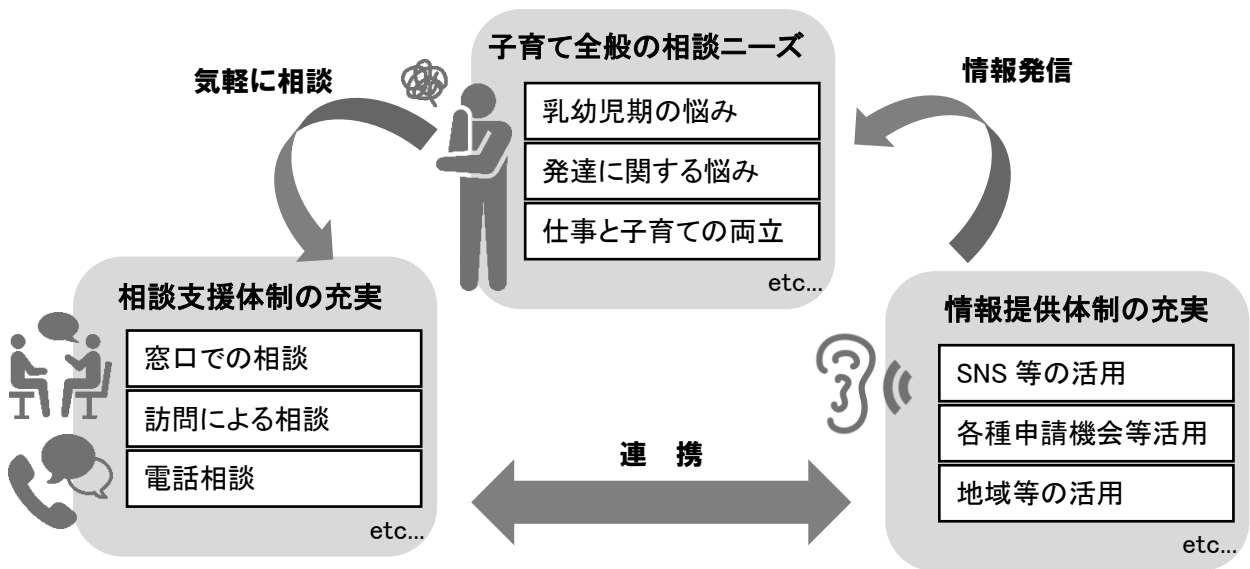 子育て全般の相談ニーズ
気軽に相談
情報発信
乳幼児期の悩み
発達に関する悩み
仕事と子育ての両立
etc...
相談支援体制の充実
窓口での相談
訪問による相談
電話相談
etc...
連　携
情報提供体制の充実
SNS 等の活用
各種申請機会等活用
地域等の活用
etc...